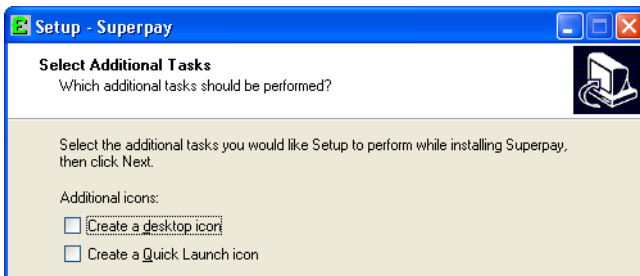 Setup - Superpay
Select Additional Tasks
Which additional tasks should be performed?
Select the additional tasks you would like Setup to perform while installing Superpay,
then click Next.
Additional icons:
Create a desktop icon
Create a Quick Launch icon